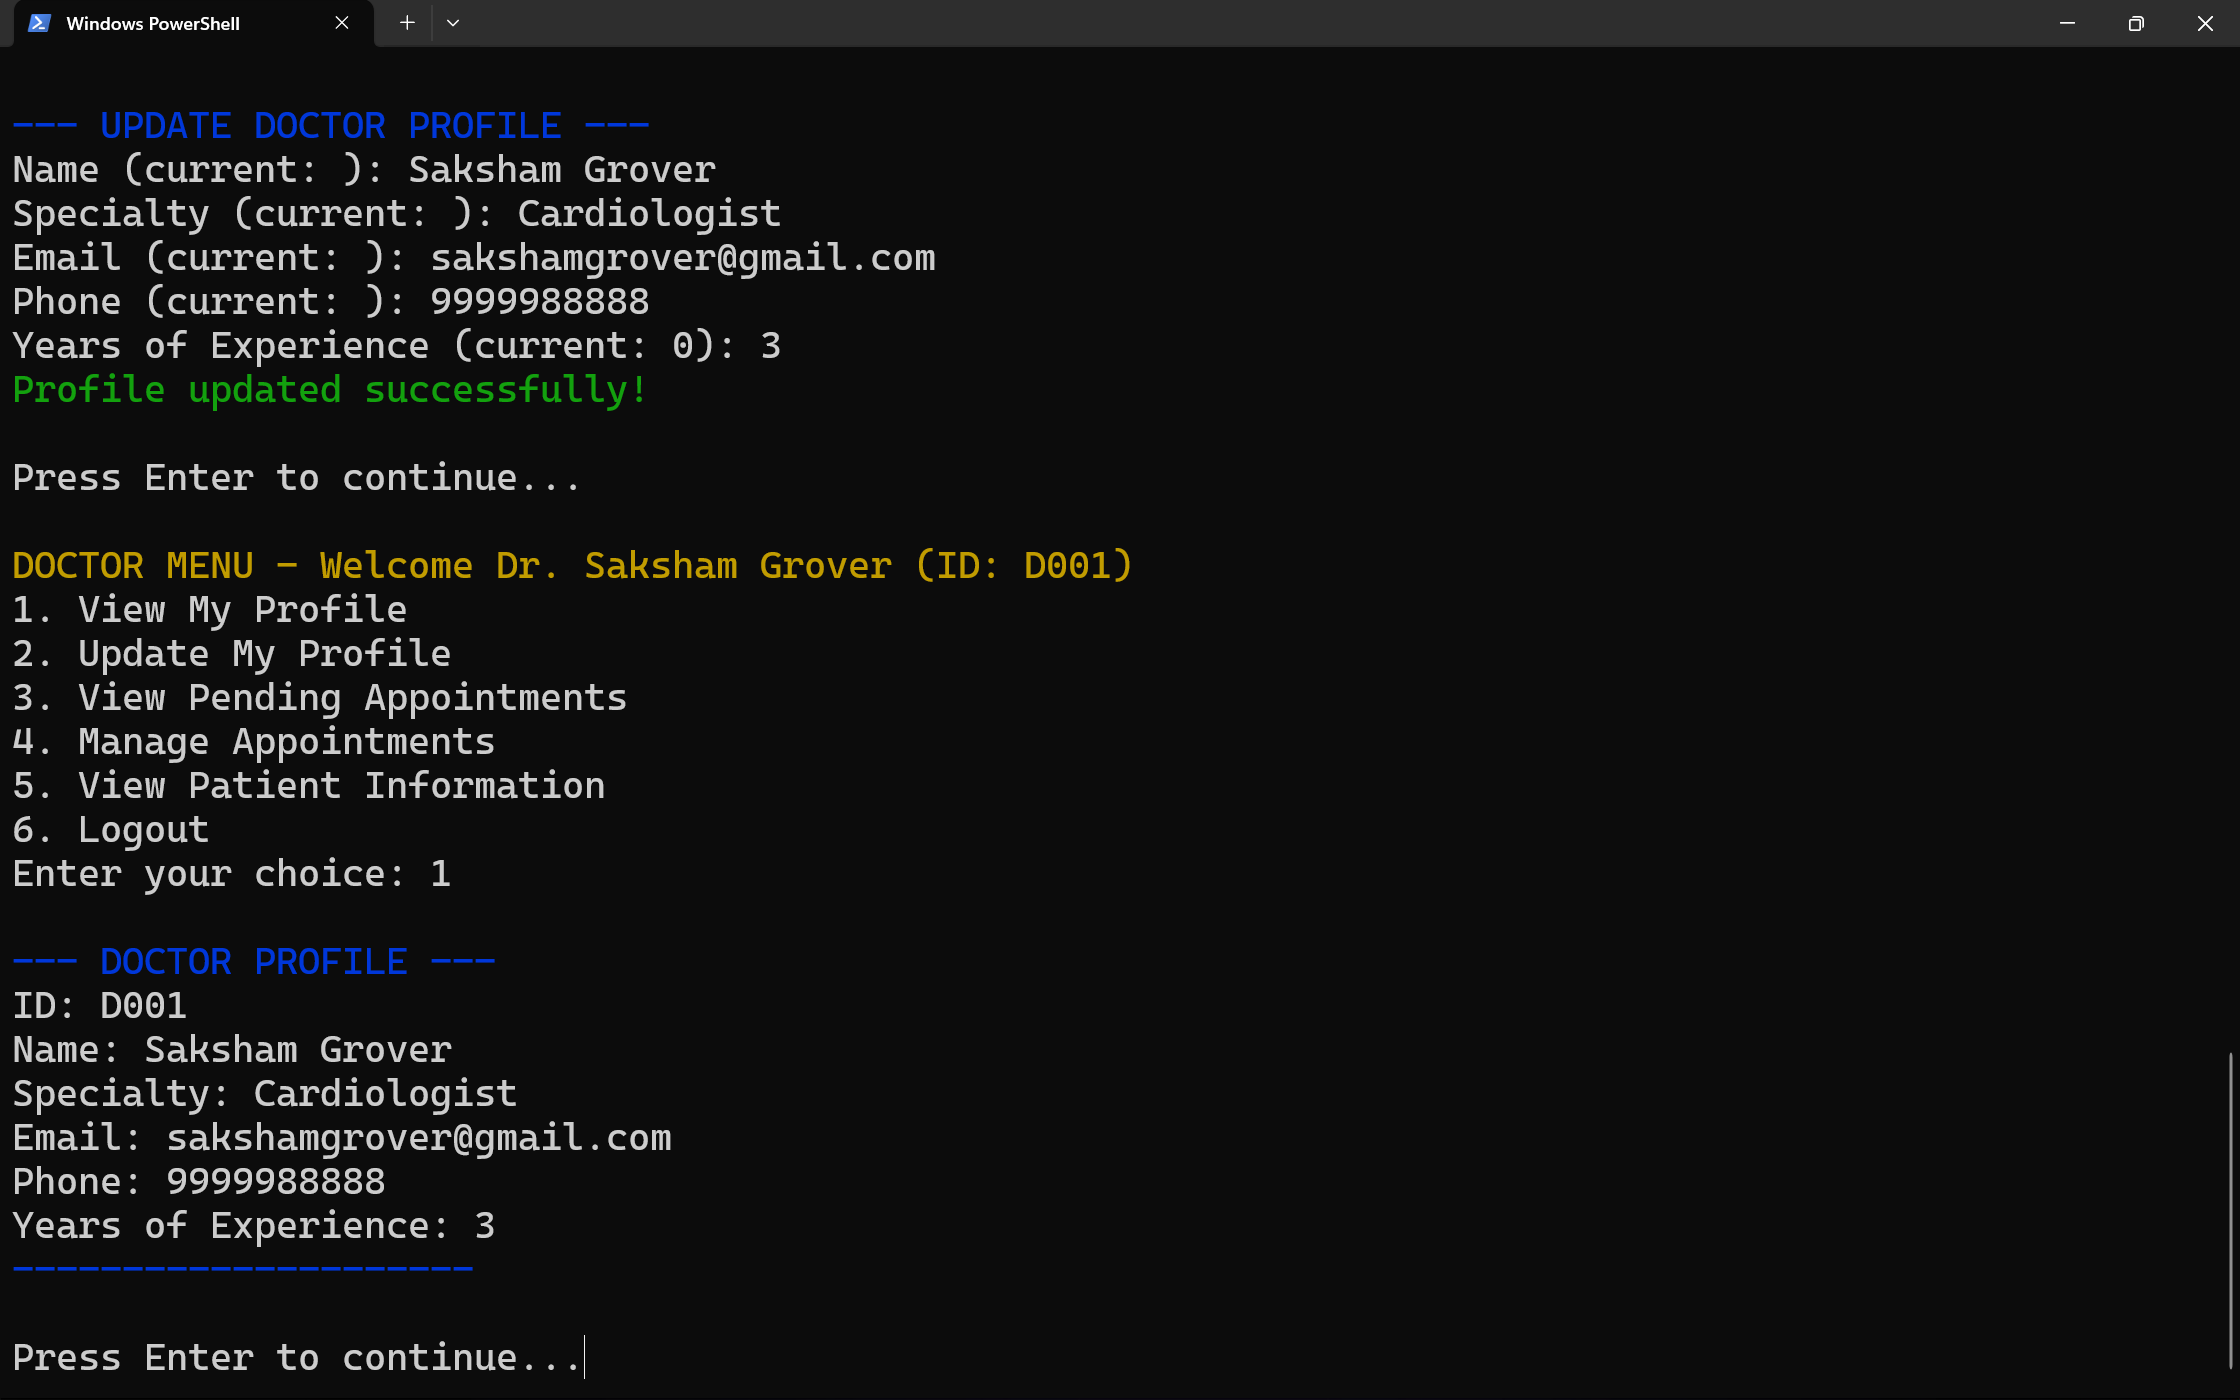 Windows PowerShell
--- UPDATE DOCTOR PROFILE ---
Name (current: ): Saksham Grover
Specialty (current: ): Cardiologist
Email (current: ): sakshamgrover@gmail.com
Phone (current: ): 9999988888
Years of Experience (current: 0): 3
Profile updated successfully!
Press Enter to continue...
DOCTOR MENU - Welcome Dr. Saksham Grover (ID: D001)
1. View My Profile
2. Update My Profile
3. View Pending Appointments
4. Manage Appointments
5. View Patient Information
6. Logout
Enter your choice: 1
--- DOCTOR PROFILE ---
ID: D001
Name: Saksham Grover
Specialty: Cardiologist
Email: sakshamgrover@gmail.com
Phone: 9999988888
Years of Experience: 3
---------------------
Press Enter to continue...